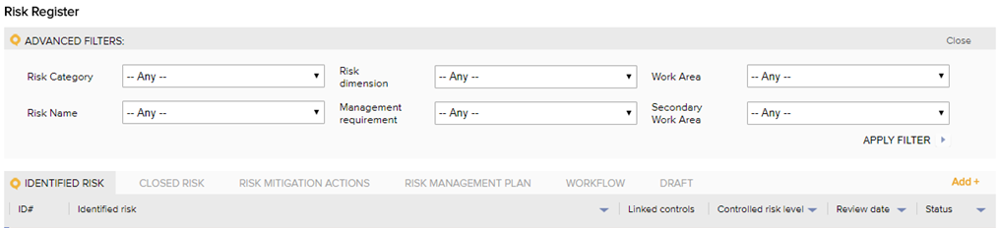 Risk Register
ADVANCED FILTERS: Close
Risk Category -- Any -- Risk dimension -- Any -- Work Area -- Any --
Risk Name -- Any -- Management requirement -- Any -- Secondary Work Area -- Any --
APPLY FILTER
IDENTIFIED RISK CLOSED RISK RISK MITIGATION ACTIONS RISK MANAGEMENT PLAN WORKFLOW DRAFT Add +
ID# Identified risk Linked controls Controlled risk level Review date Status